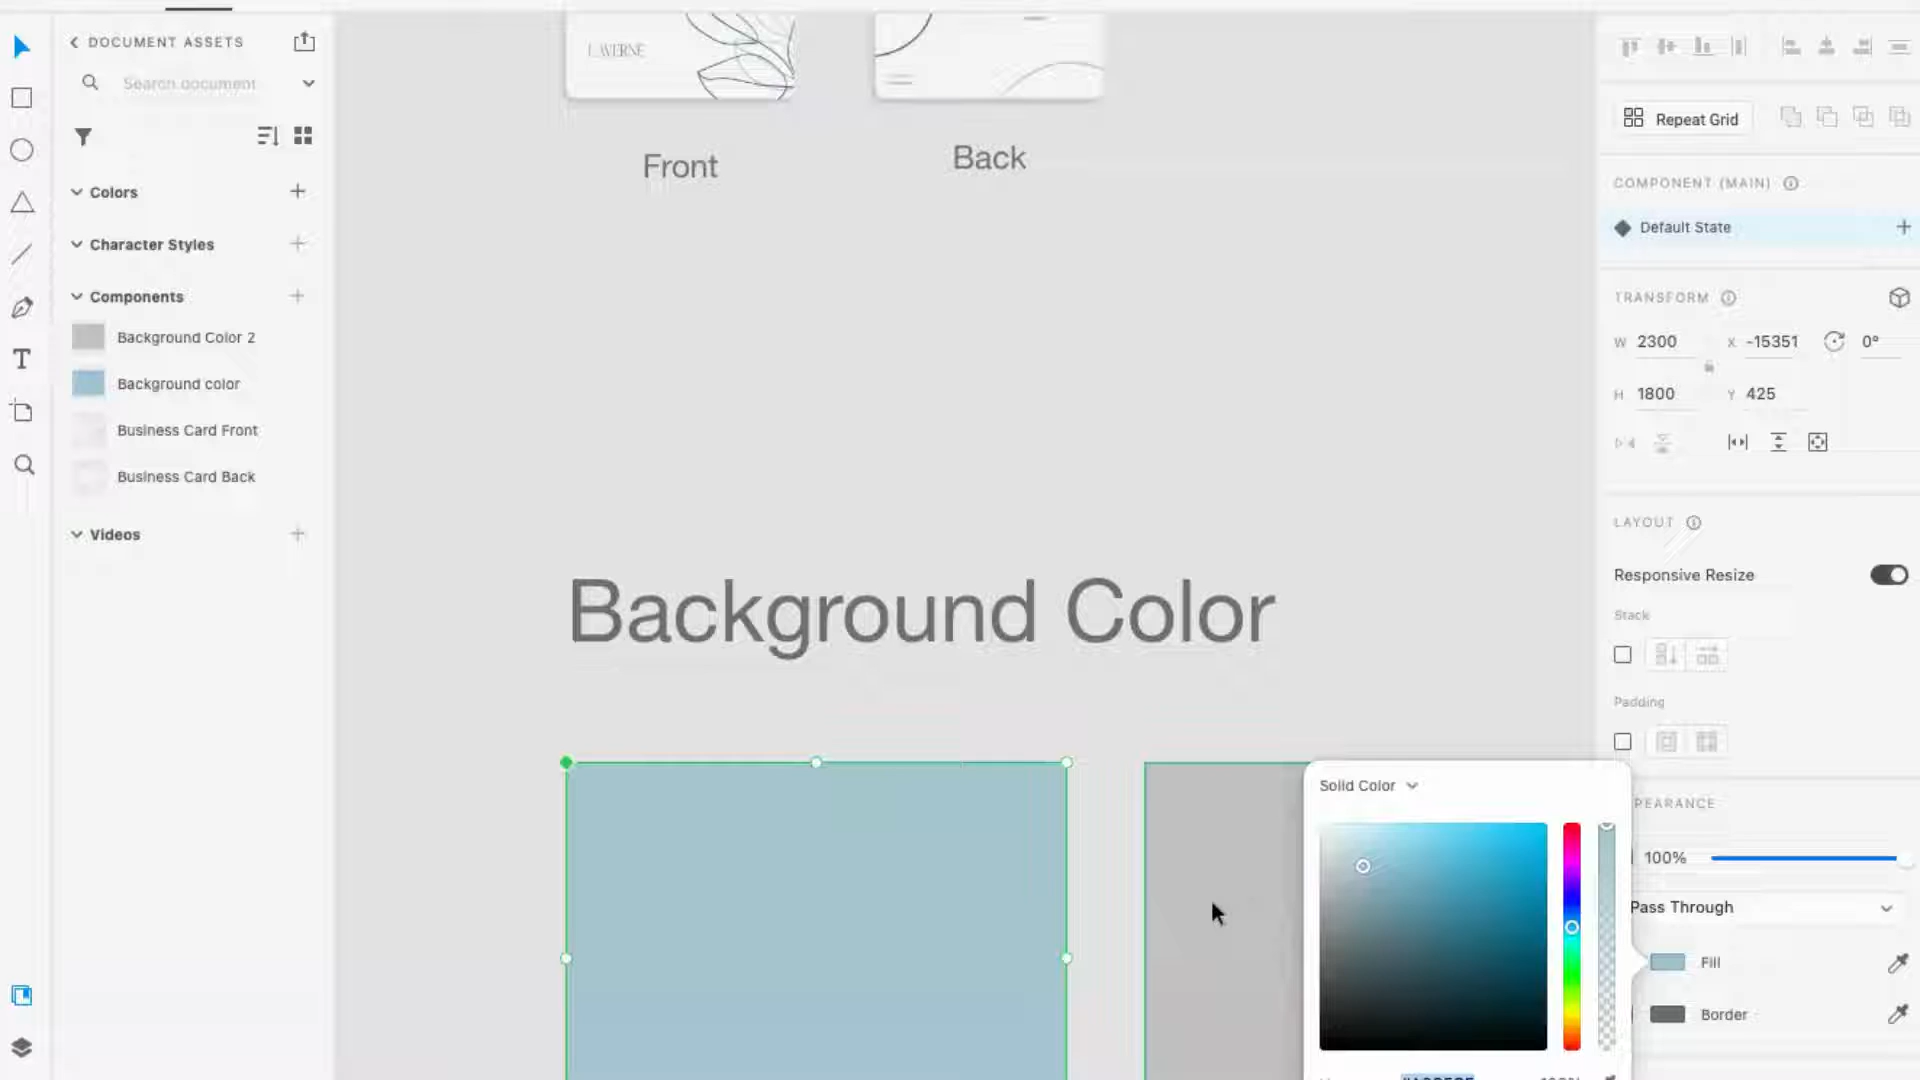 DOCUMENT ASSETS
Search document
Colors
Character Styles
Components
Background Color 2
Background color
Business Card Front
Business Card Back
Videos
LAVERNE
Front
Back
Background Color
Repeat Grid
COMPONENT (MAIN)
Default State
TRANSFORM
W 2300 X -15351 0°
H 1800 Y 425
LAYOUT
Responsive Resize
Stack
Padding
Solid Color
PEARANCE
100%
Pass Through
Fill
Border